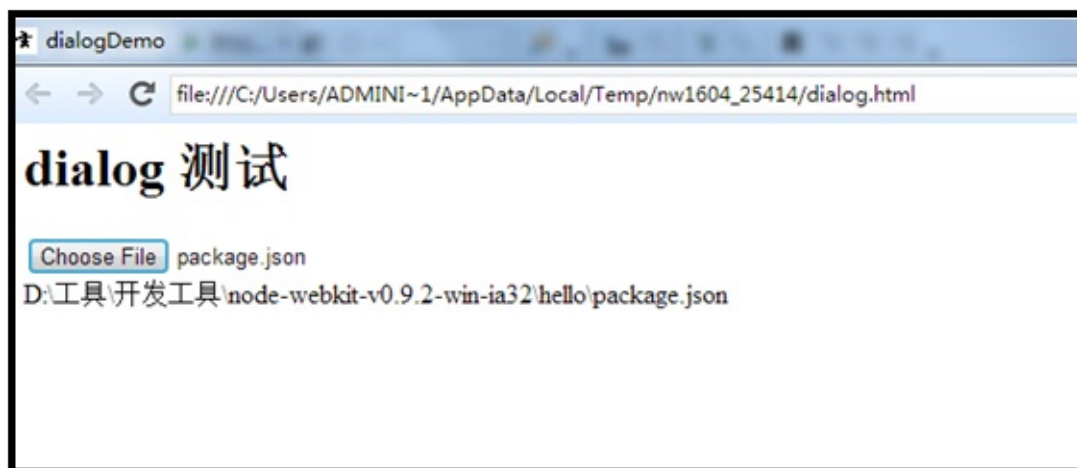 dialogDemo
file:///C:/Users/ADMINI~1/AppData/Local/Temp/nw1604_25414/dialog.html
dialog 测试
Choose File package.json
D:\工具\开发工具\node-webkit-v0.9.2-win-ia32\hello\package.json